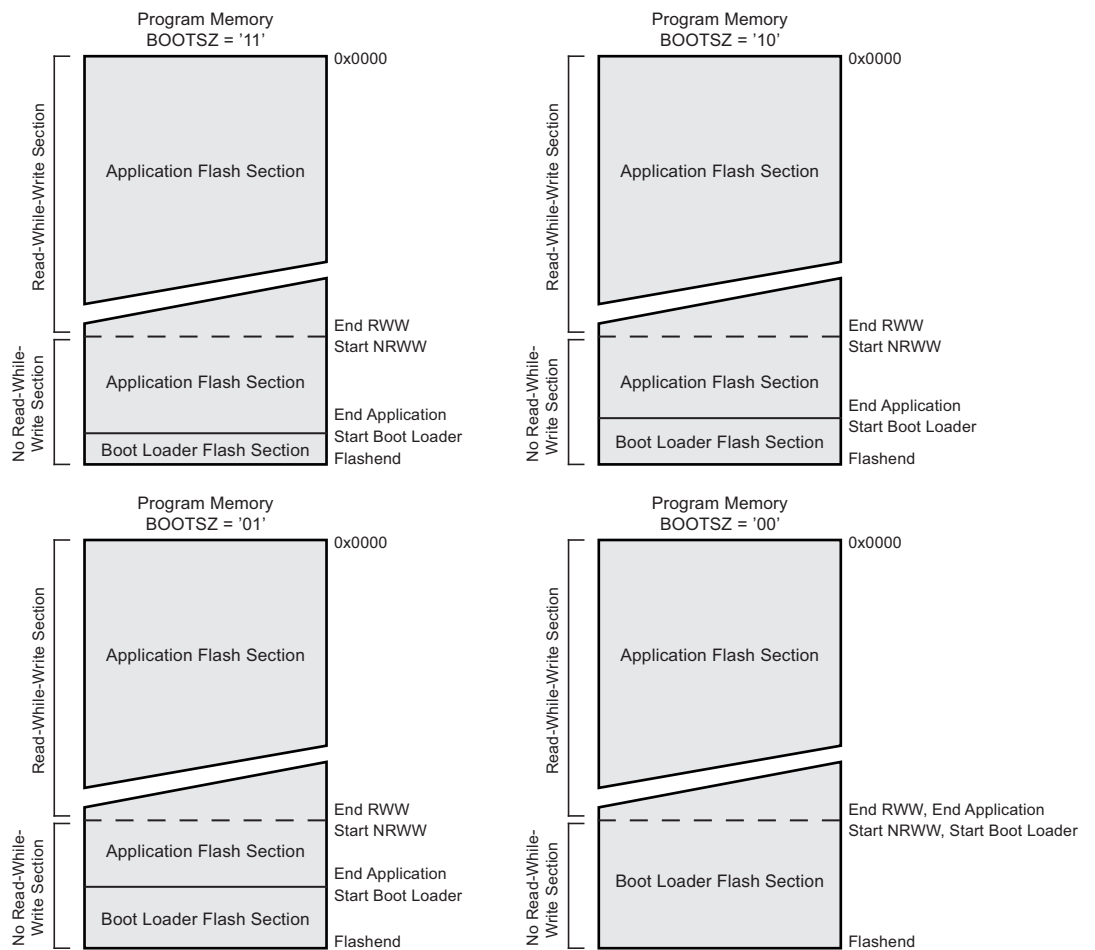 Program Memory
BOOTSZ = '11'
0x0000
Read-While-Write Section
Application Flash Section
End RWW
Start NRWW
No Read-While-
Write Section
Application Flash Section
End Application
Start Boot Loader
Boot Loader Flash Section
Flashend
Program Memory
BOOTSZ = '10'
0x0000
Read-While-Write Section
Application Flash Section
End RWW
Start NRWW
No Read-While-
Write Section
Application Flash Section
End Application
Start Boot Loader
Boot Loader Flash Section
Flashend
Program Memory
BOOTSZ = '01'
0x0000
Read-While-Write Section
Application Flash Section
End RWW
Start NRWW
No Read-While-
Write Section
Application Flash Section
End Application
Start Boot Loader
Boot Loader Flash Section
Flashend
Program Memory
BOOTSZ = '00'
0x0000
Read-While-Write Section
Application Flash Section
End RWW, End Application
Start NRWW, Start Boot Loader
No Read-While-
Write Section
Boot Loader Flash Section
Flashend